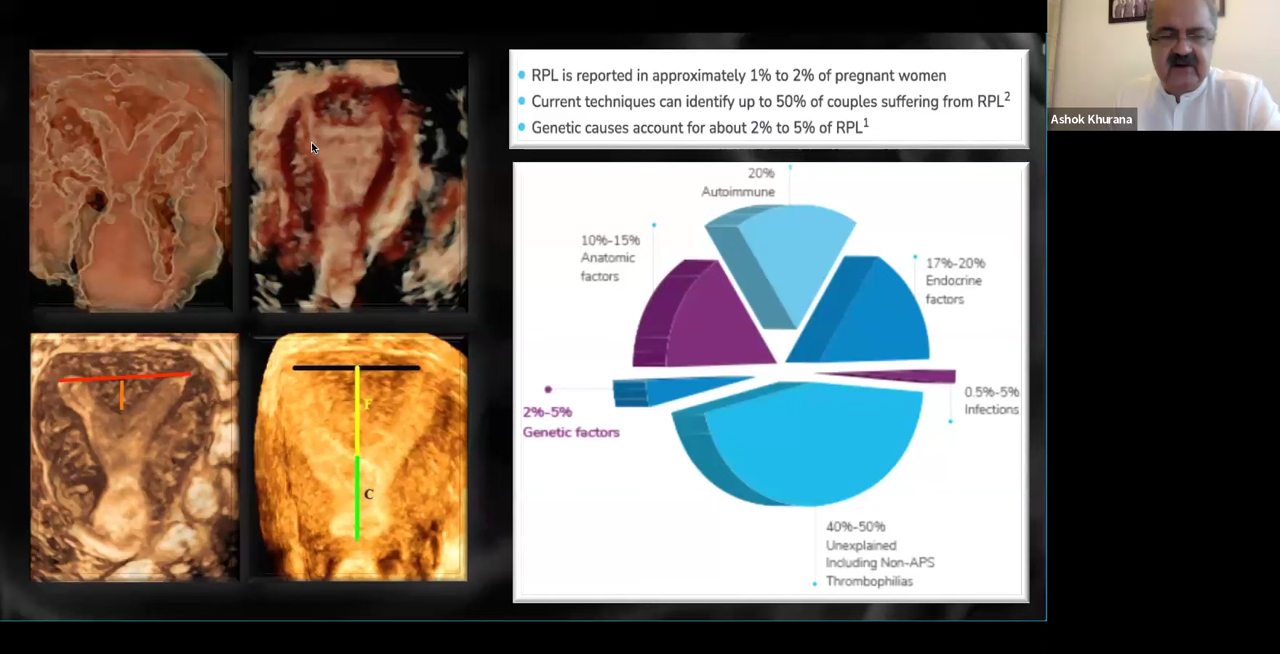 RPL is reported in approximately 1% to 2% of pregnant women
Current techniques can identify up to 50% of couples suffering from RPL2
Genetic causes account for about 2% to 5% of RPL1
Ashok Khurana
20%
Autoimmune
10%-15%
Anatomic
factors
17%-20%
Endocrine
factors
0.5%-5%
Infections
2%-5%
Genetic factors
40%-50%
Unexplained
Including Non-APS
Thrombophilias
F
C